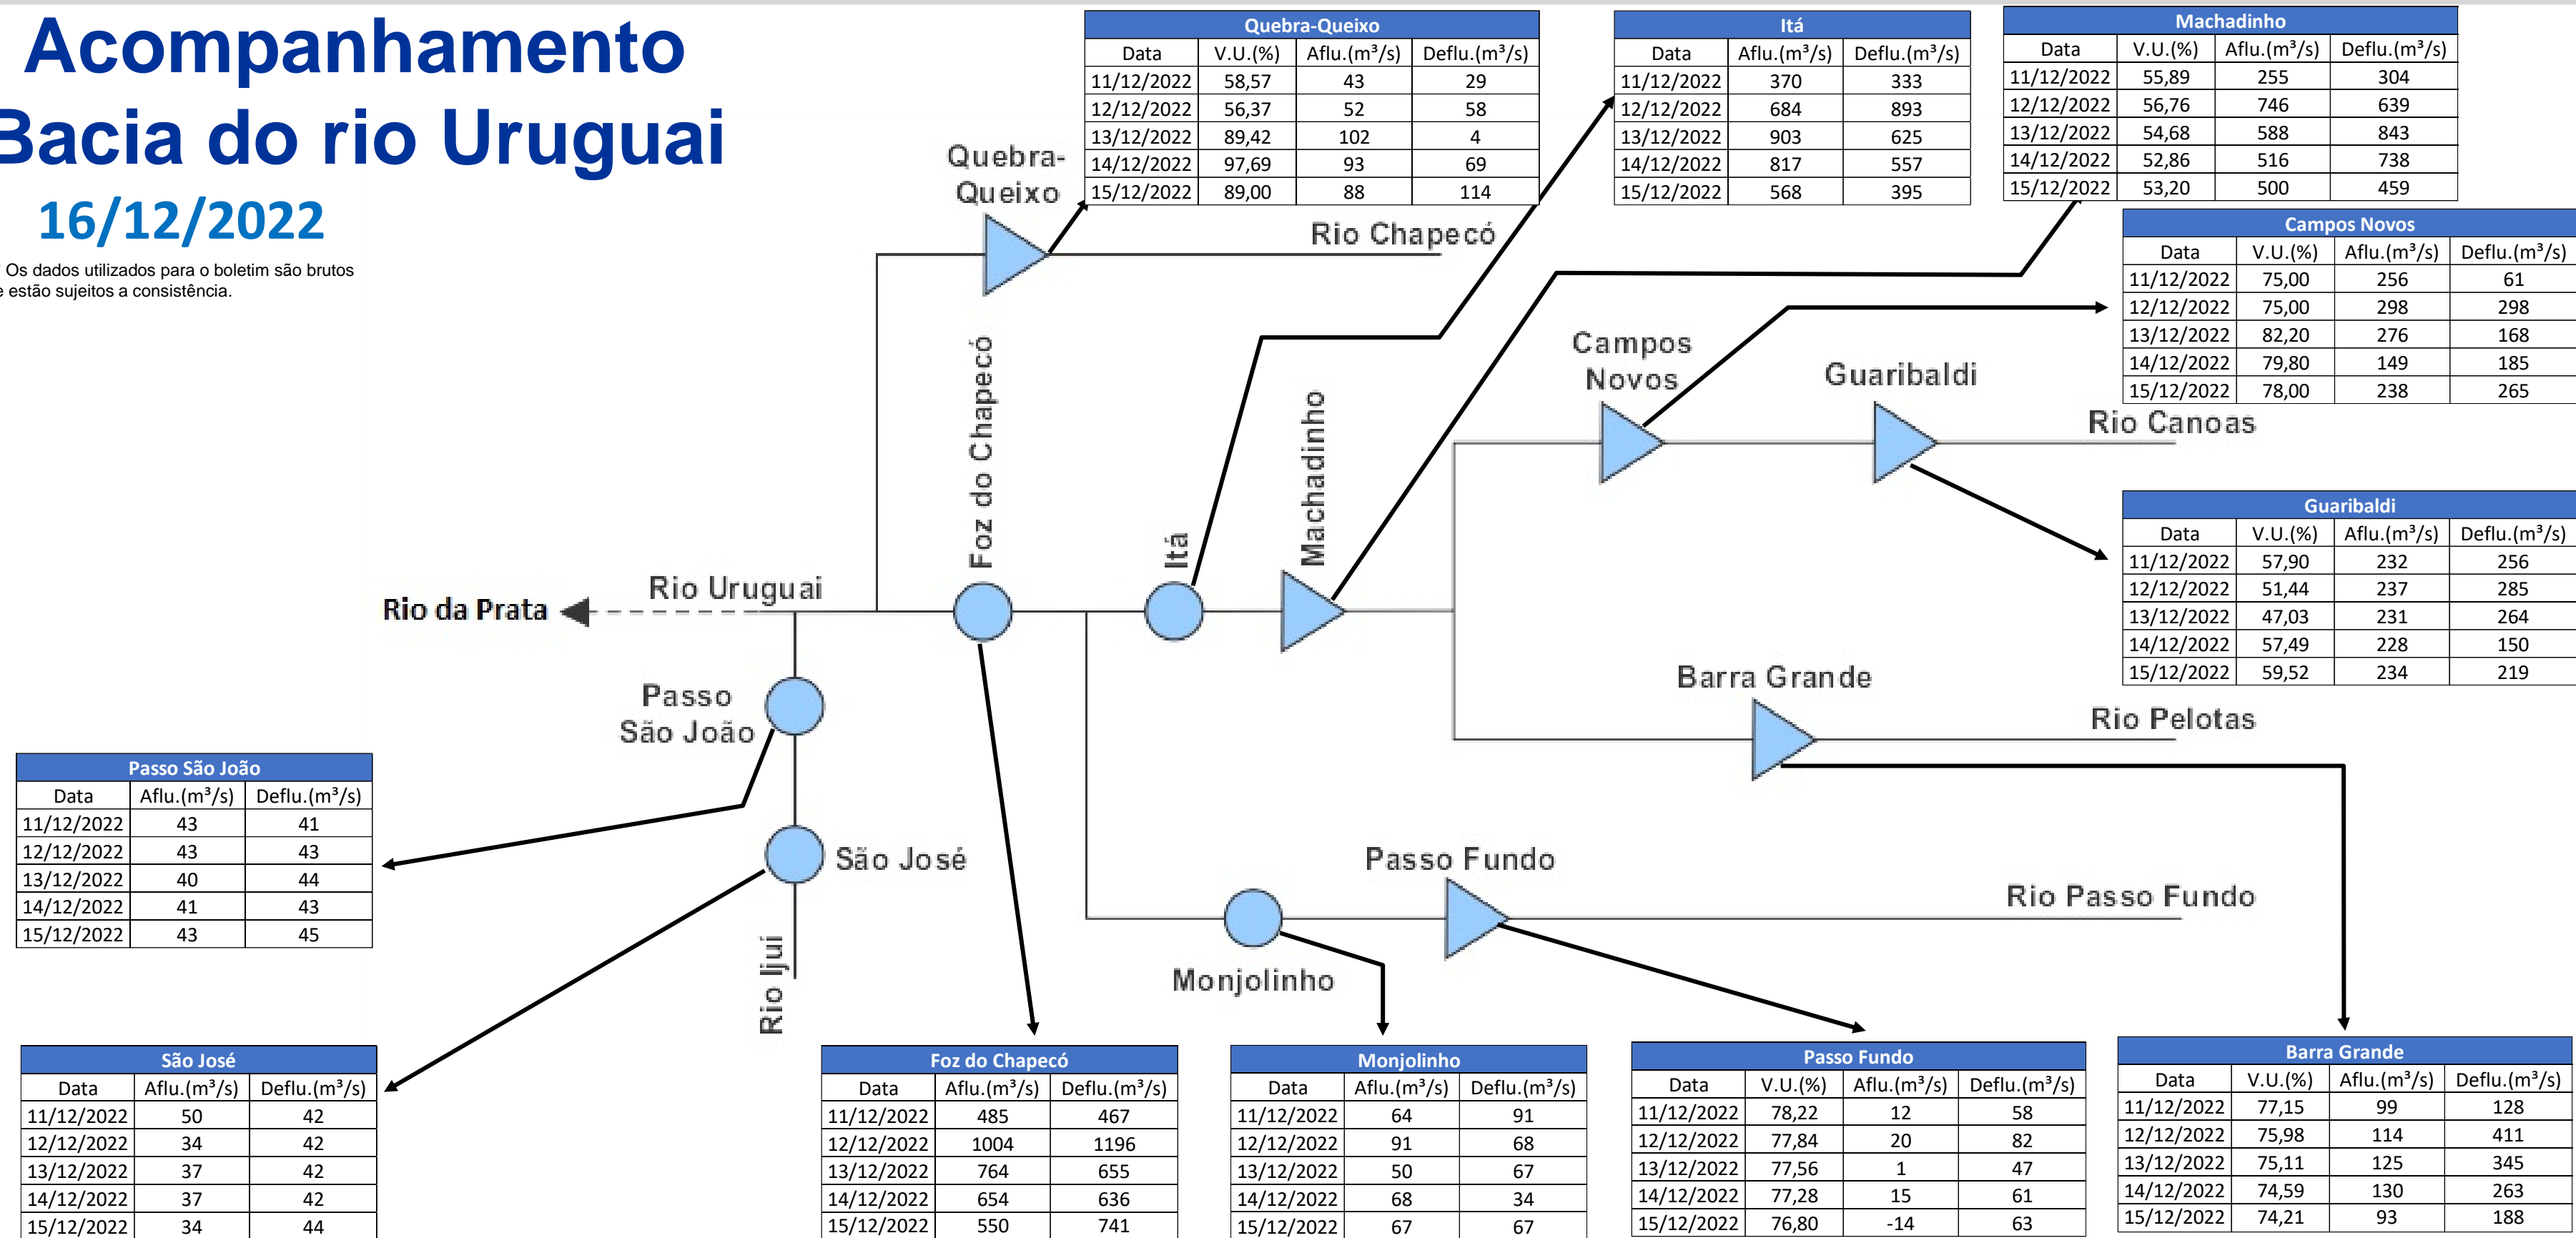 Acompanhamento
Bacia do rio Uruguai
16/12/2022
Os dados utilizados para o boletim são brutos
e estão sujeitos a consistência.
Quebra-Queixo
Data V.U.(%) Aflu.(m³/s) Deflu.(m³/s)
11/12/2022 58,57 43 29
12/12/2022 56,37 52 58
13/12/2022 89,42 102 4
14/12/2022 97,69 93 69
15/12/2022 89,00 88 114
Itá
Data Aflu.(m³/s) Deflu.(m³/s)
11/12/2022 370 333
12/12/2022 684 893
13/12/2022 903 625
14/12/2022 817 557
15/12/2022 568 395
Machadinho
Data V.U.(%) Aflu.(m³/s) Deflu.(m³/s)
11/12/2022 55,89 255 304
12/12/2022 56,76 746 639
13/12/2022 54,68 588 843
14/12/2022 52,86 516 738
15/12/2022 53,20 500 459
Campos Novos
Data V.U.(%) Aflu.(m³/s) Deflu.(m³/s)
11/12/2022 75,00 256 61
12/12/2022 75,00 298 298
13/12/2022 82,20 276 168
14/12/2022 79,80 149 185
15/12/2022 78,00 238 265
Quebra-
Queixo
Rio Chapecó
Foz do Chapecó
Itá
Machadinho
Campos
Novos
Guaribaldi
Rio Canoas
Guaribaldi
Data V.U.(%) Aflu.(m³/s) Deflu.(m³/s)
11/12/2022 57,90 232 256
12/12/2022 51,44 237 285
13/12/2022 47,03 231 264
14/12/2022 57,49 228 150
15/12/2022 59,52 234 219
Rio da Prata
Rio Uruguai
Passo
São João
São José
Rio Ijui
Barra Grande
Rio Pelotas
Passo Fundo
Rio Passo Fundo
Monjolinho
Passo São João
Data Aflu.(m³/s) Deflu.(m³/s)
11/12/2022 43 41
12/12/2022 43 43
13/12/2022 40 44
14/12/2022 41 43
15/12/2022 43 45
São José
Data Aflu.(m³/s) Deflu.(m³/s)
11/12/2022 50 42
12/12/2022 34 42
13/12/2022 37 42
14/12/2022 37 42
15/12/2022 34 44
Foz do Chapecó
Data Aflu.(m³/s) Deflu.(m³/s)
11/12/2022 485 467
12/12/2022 1004 1196
13/12/2022 764 655
14/12/2022 654 636
15/12/2022 550 741
Monjolinho
Data Aflu.(m³/s) Deflu.(m³/s)
11/12/2022 64 91
12/12/2022 91 68
13/12/2022 50 67
14/12/2022 68 34
15/12/2022 67 67
Passo Fundo
Data V.U.(%) Aflu.(m³/s) Deflu.(m³/s)
11/12/2022 78,22 12 58
12/12/2022 77,84 20 82
13/12/2022 77,56 1 47
14/12/2022 77,28 15 61
15/12/2022 76,80 -14 63
Barra Grande
Data V.U.(%) Aflu.(m³/s) Deflu.(m³/s)
11/12/2022 77,15 99 128
12/12/2022 75,98 114 411
13/12/2022 75,11 125 345
14/12/2022 74,59 130 263
15/12/2022 74,21 93 188